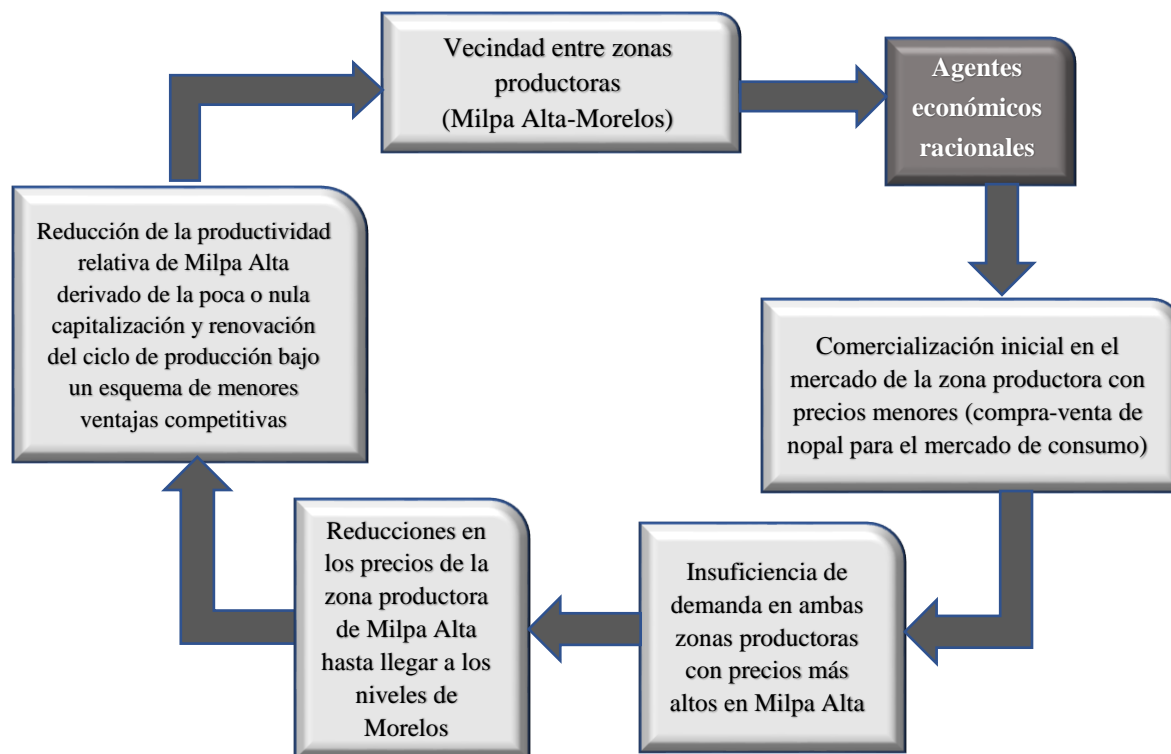 Vecindad entre zonas
productoras
(Milpa Alta-Morelos)
Agentes
económicos
racionales
Comercialización inicial en el
mercado de la zona productora con
precios menores (compra-venta de
nopal para el mercado de consumo)
Insuficiencia de
demanda en ambas
zonas productoras
con precios más
altos en Milpa Alta
Reducciones en
los precios de la
zona productora
de Milpa Alta
hasta llegar a los
niveles de
Morelos
Reducción de la productividad
relativa de Milpa Alta
derivado de la poca o nula
capitalización y renovación
del ciclo de producción bajo
un esquema de menores
ventajas competitivas